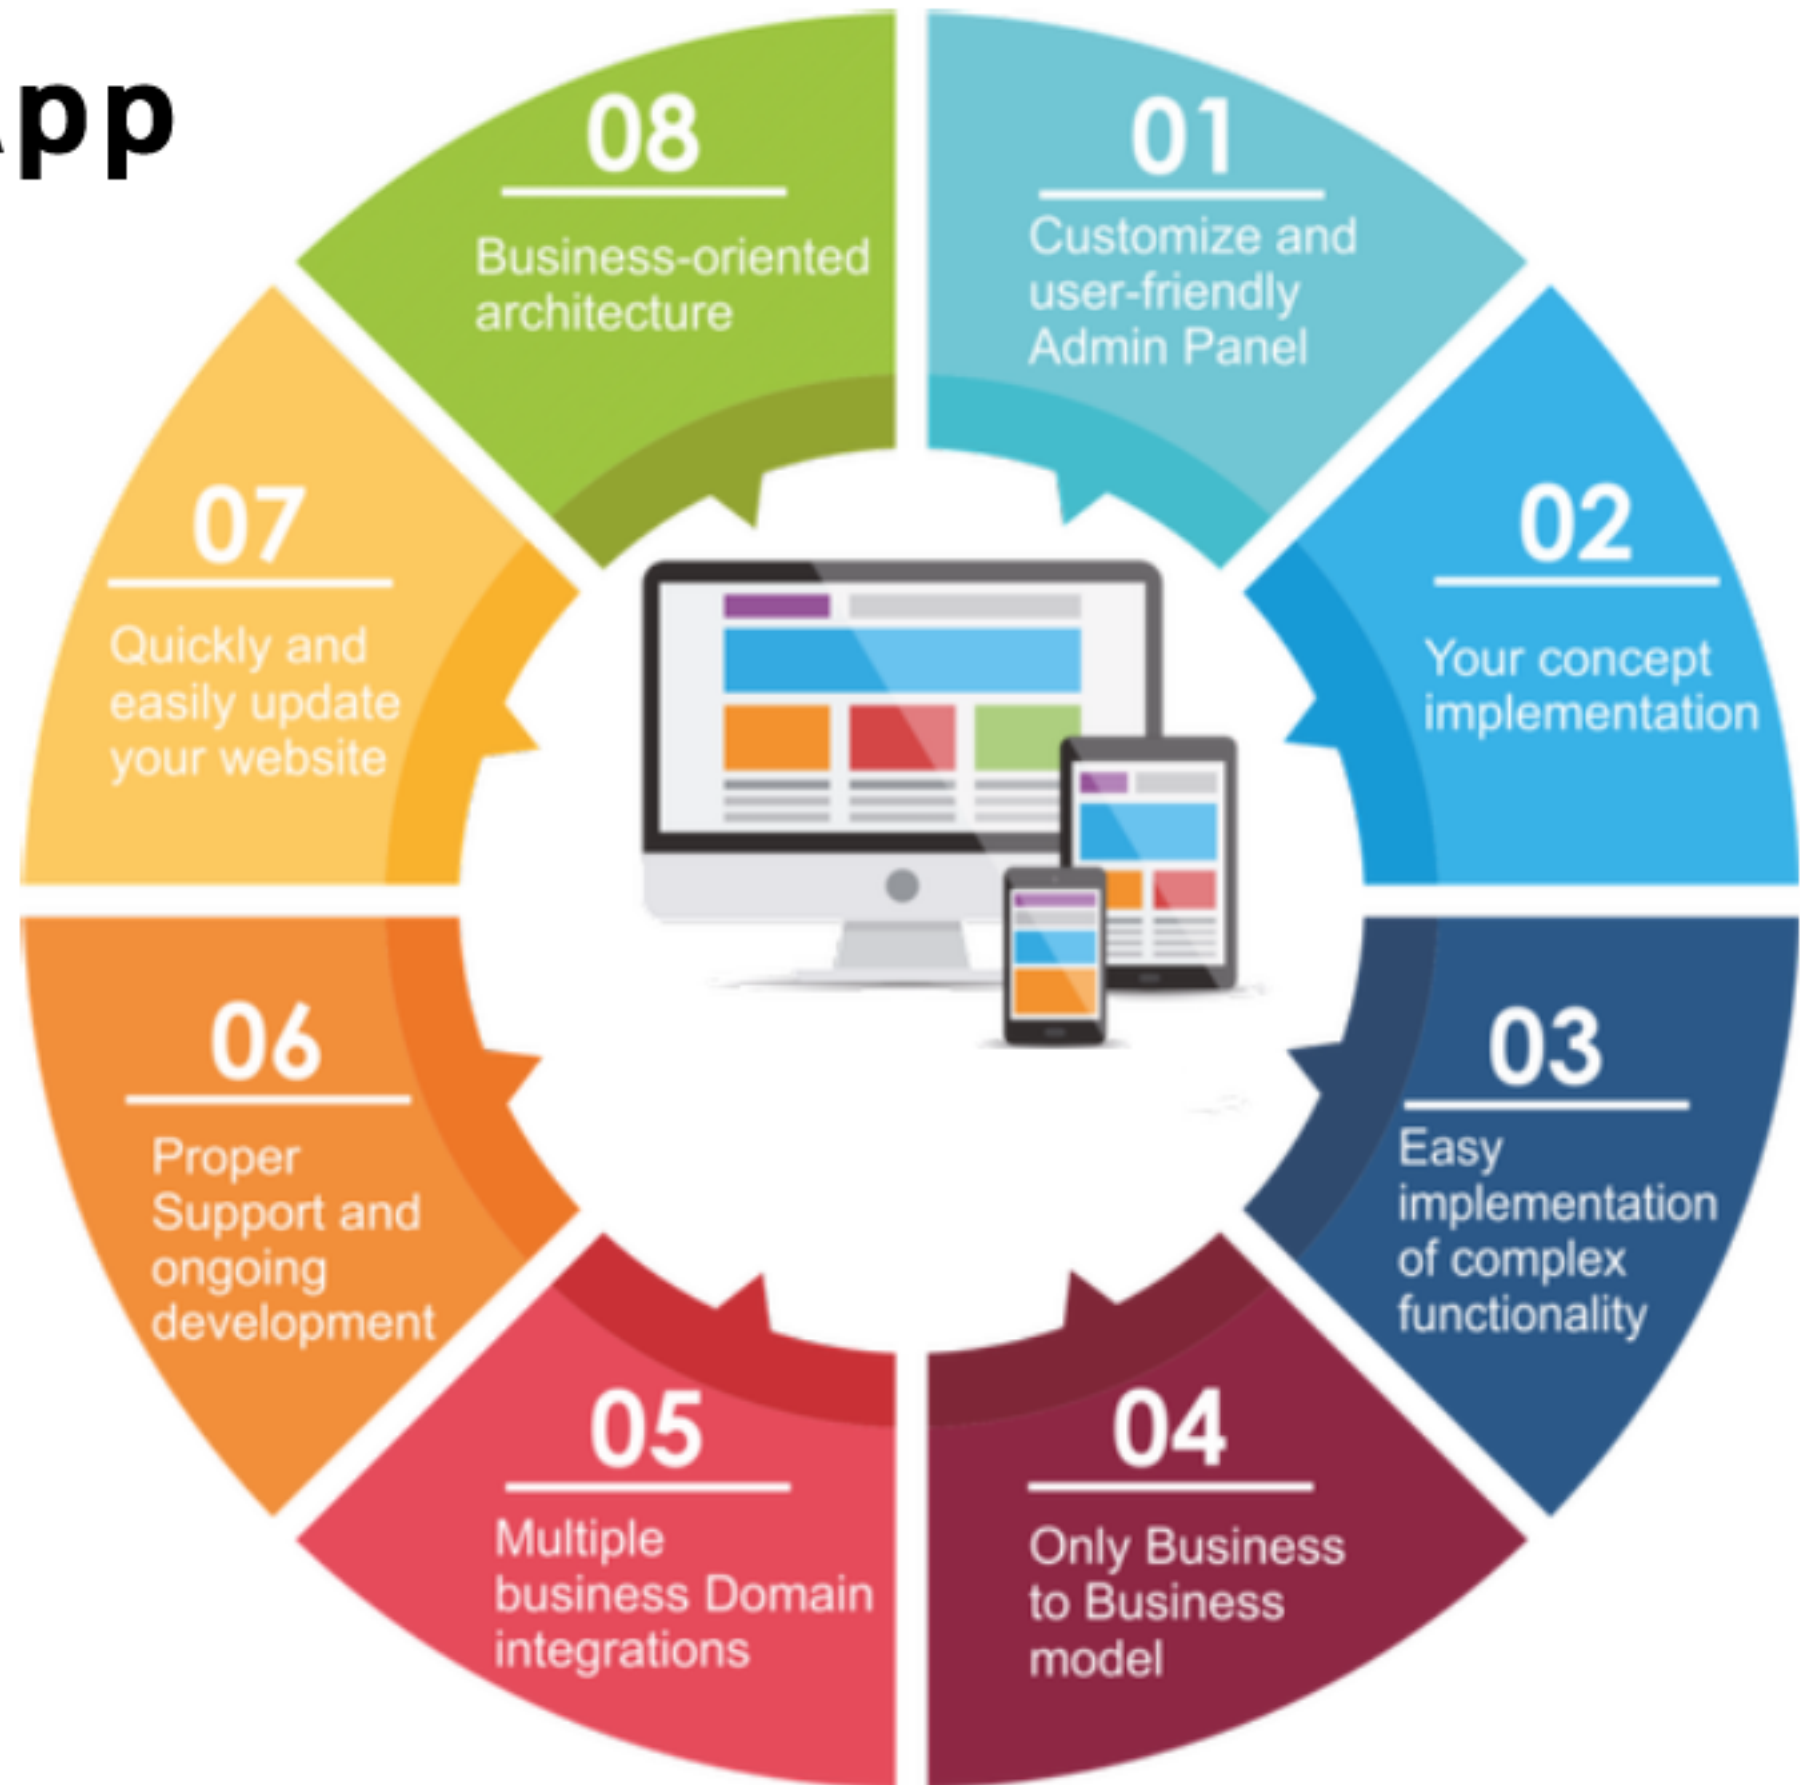 App
08
Business-oriented
architecture
01
Customize and
user-friendly
Admin Panel
07
Quickly and
easily update
your website
02
Your concept
implementation
06
Proper
Support and
ongoing
development
03
Easy
implementation
of complex
functionality
05
Multiple
business Domain
integrations
04
Only Business
to Business
model